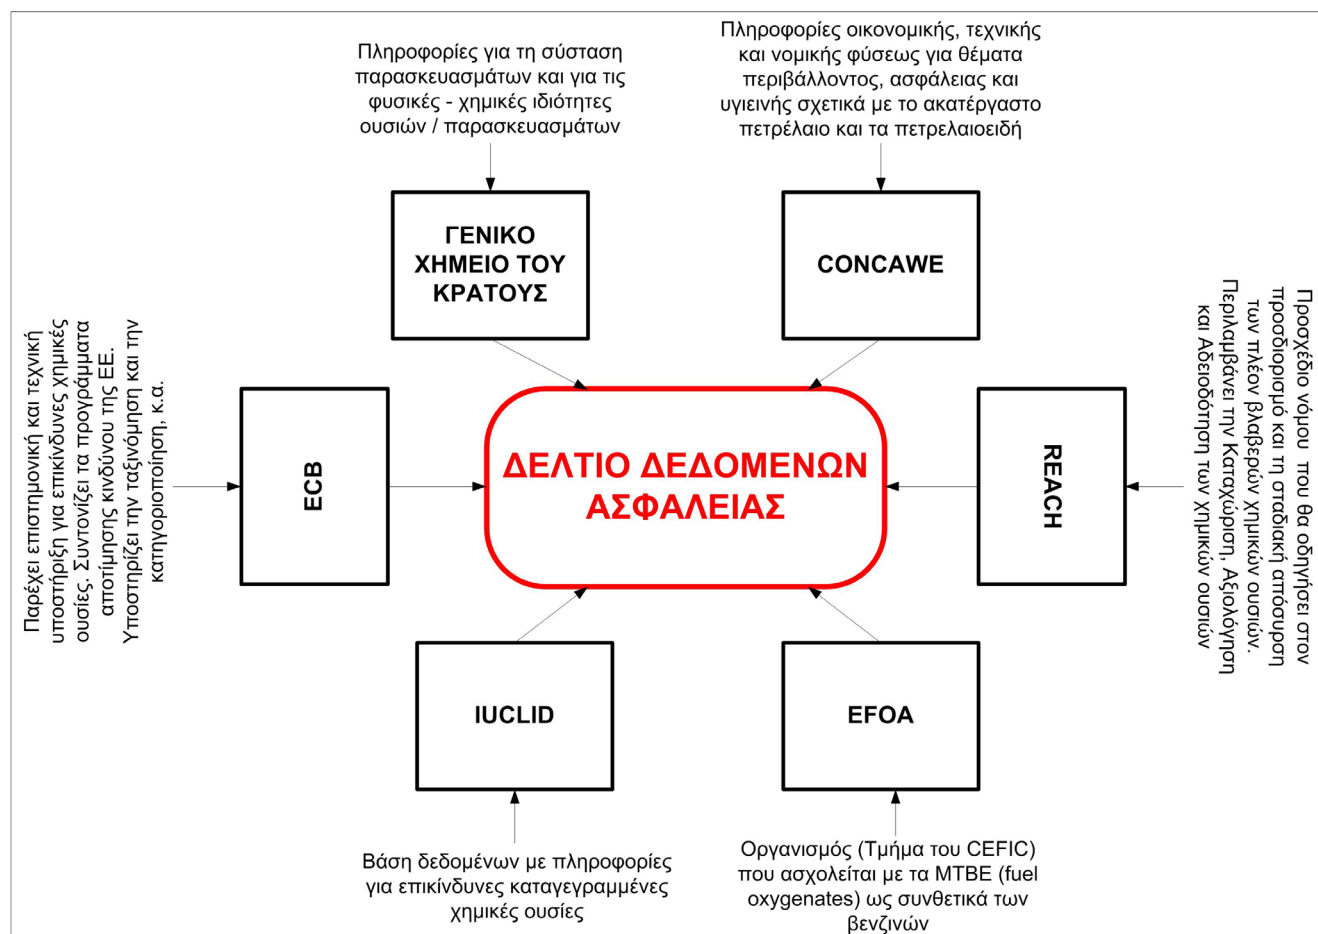 Πληροφορίες για τη σύσταση
παρασκευασμάτων και για τις
φυσικές - χημικές ιδιότητες
ουσιών / παρασκευασμάτων
Πληροφορίες οικονομικής, τεχνικής
και νομικής φύσεως για θέματα
περιβάλλοντος, ασφάλειας και
υγιεινής σχετικά με το ακατέργαστο
πετρέλαιο και τα πετρελαιοειδή
ΓΕΝΙΚΟ
ΧΗΜΕΙΟ ΤΟΥ
ΚΡΑΤΟΥΣ
CONCAWE
Παρέχει επιστημονική και τεχνική
υποστήριξη για επικίνδυνες χημικές
ουσίες. Συντονίζει τα προγράμματα
αποτίμησης κινδύνου της ΕΕ.
Υποστηρίζει την ταξινόμηση και την
κατηγοριοποίηση, κ.α.
ECB
ΔΕΛΤΙΟ ΔΕΔΟΜΕΝΩΝ
ΑΣΦΑΛΕΙΑΣ
REACH
Προσχέδιο νόμου που θα οδηγήσει στον
προσδιορισμό και τη σταδιακή απόσυρση
των πλέον βλαβερών χημικών ουσιών.
Περιλαμβάνει την Καταχώριση, Αξιολόγηση
και Αδειοδότηση των χημικών ουσιών
IUCLID
EFOA
Βάση δεδομένων με πληροφορίες
για επικίνδυνες καταγεγραμμένες
χημικές ουσίες
Οργανισμός (Τμήμα του CEFIC)
που ασχολείται με τα MTBE (fuel
oxygenates) ως συνθετικά των
βενζινών